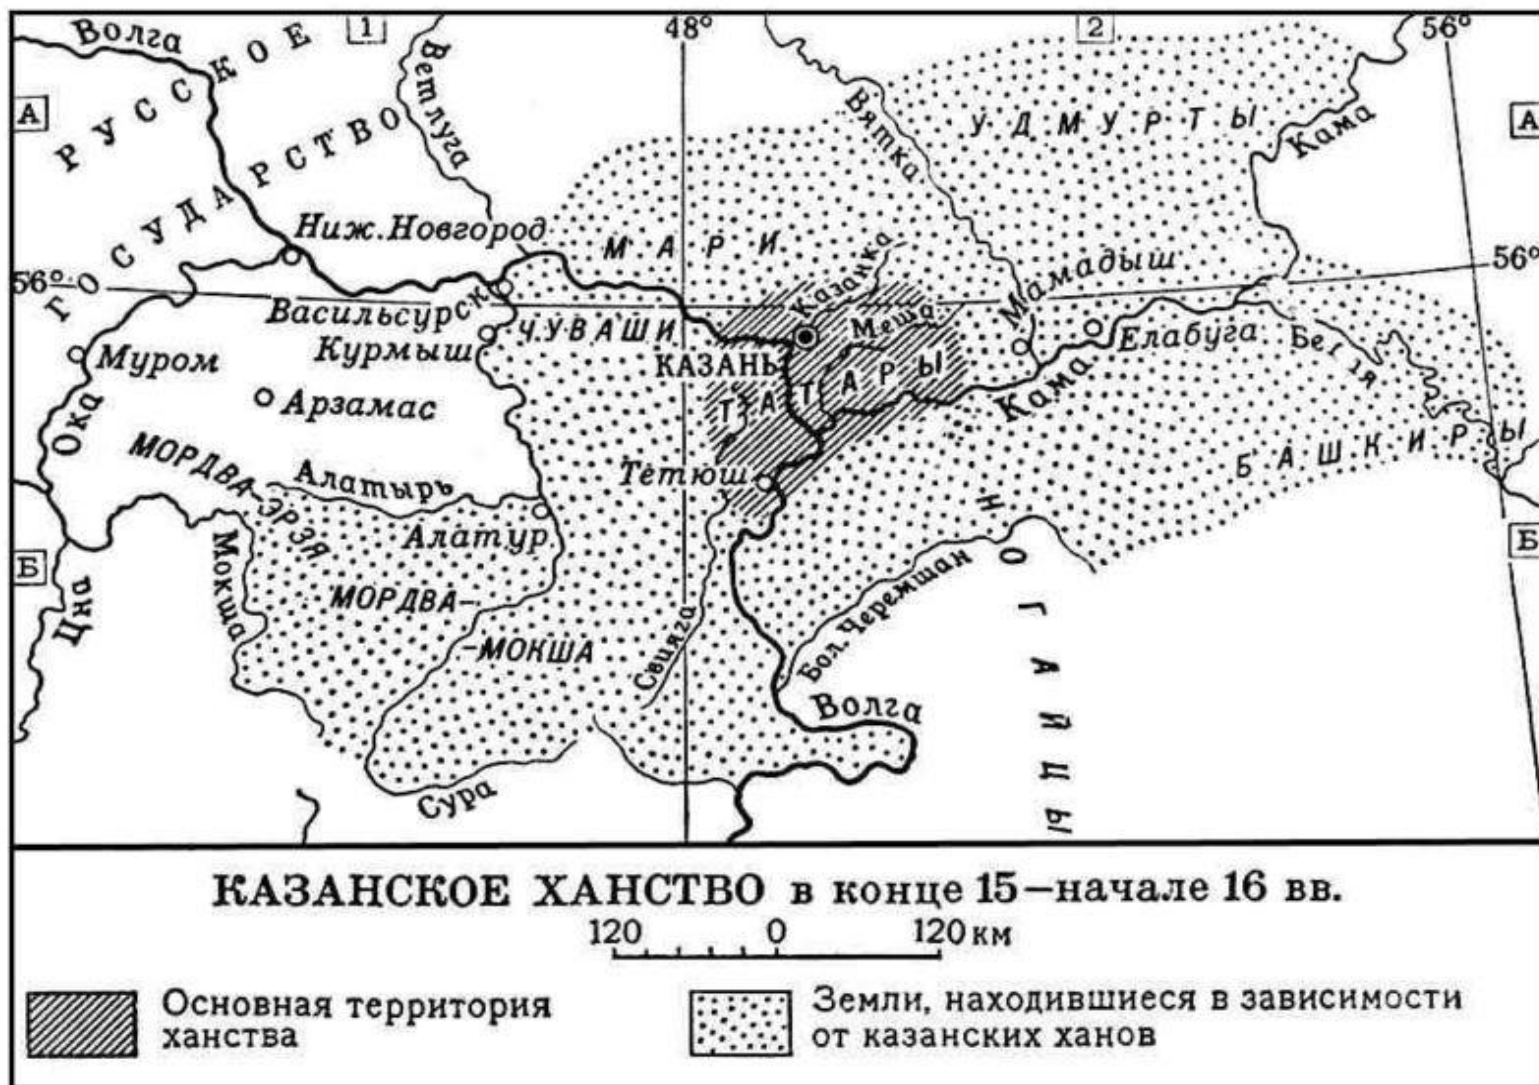 Волга
РУССКОЕ
ГОСУДАРСТВО
1
Ветлуга
48°
2
56°
А
А
Вятка
УДМУРТЫ
Кама
Ниж. Новгород
МАРИ
Казанка
Мамадыш
56°
56°
Васильсурск
ЧУВАШИ
Меша
Курмыш
Елабуга
Белая
Муром
КАЗАНЬ
ТАТАРЫ
Кама
Арзамас
Ока
БАШКИРЫ
МОРДВА-ЭРЗЯ
Алатырь
Тетюш
Алатур
НОГАЙЦЫ
Б
Б
Мокша
Цна
МОРДВА-
-МОКША
Свияга
Бол. Черемшан
Волга
Сура
КАЗАНСКОЕ ХАНСТВО в конце 15–начале 16 вв.
120 0 120 км
Основная территория
ханства
Земли, находившиеся в зависимости
от казанских ханов